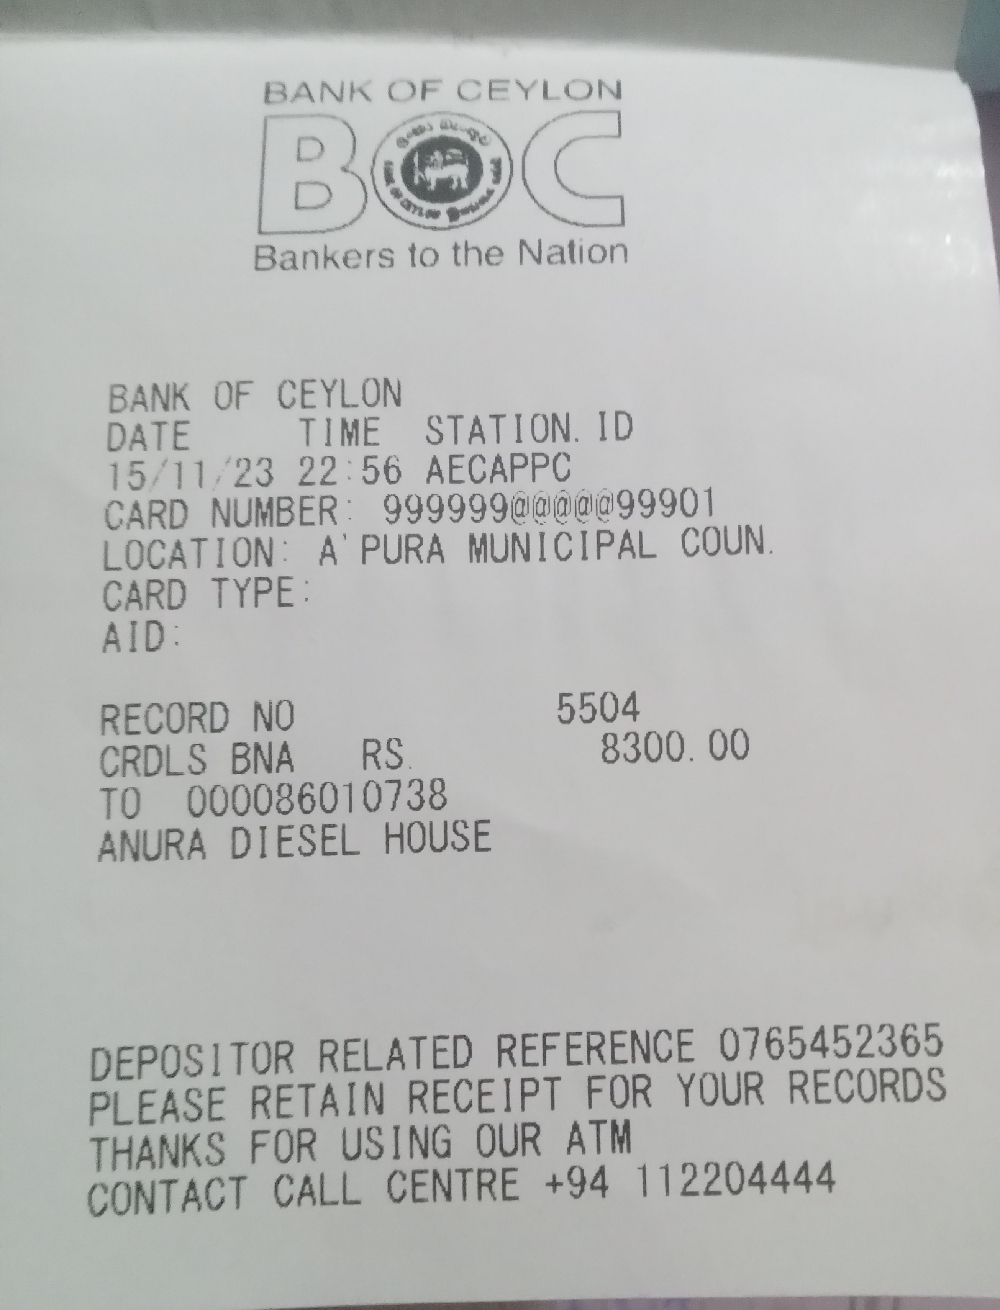 BANK OF CEYLON
BOC
Bankers to the Nation
BANK OF CEYLON
DATE TIME STATION. ID
15/11/23 22:56 AECAPPC
CARD NUMBER: 999999@@@@@99901
LOCATION: A'PURA MUNICIPAL COUN.
CARD TYPE:
AID:
RECORD NO 5504
CRDLS BNA RS. 8300.00
TO 000086010738
ANURA DIESEL HOUSE
DEPOSITOR RELATED REFERENCE 0765452365
PLEASE RETAIN RECEIPT FOR YOUR RECORDS
THANKS FOR USING OUR ATM
CONTACT CALL CENTRE +94 112204444